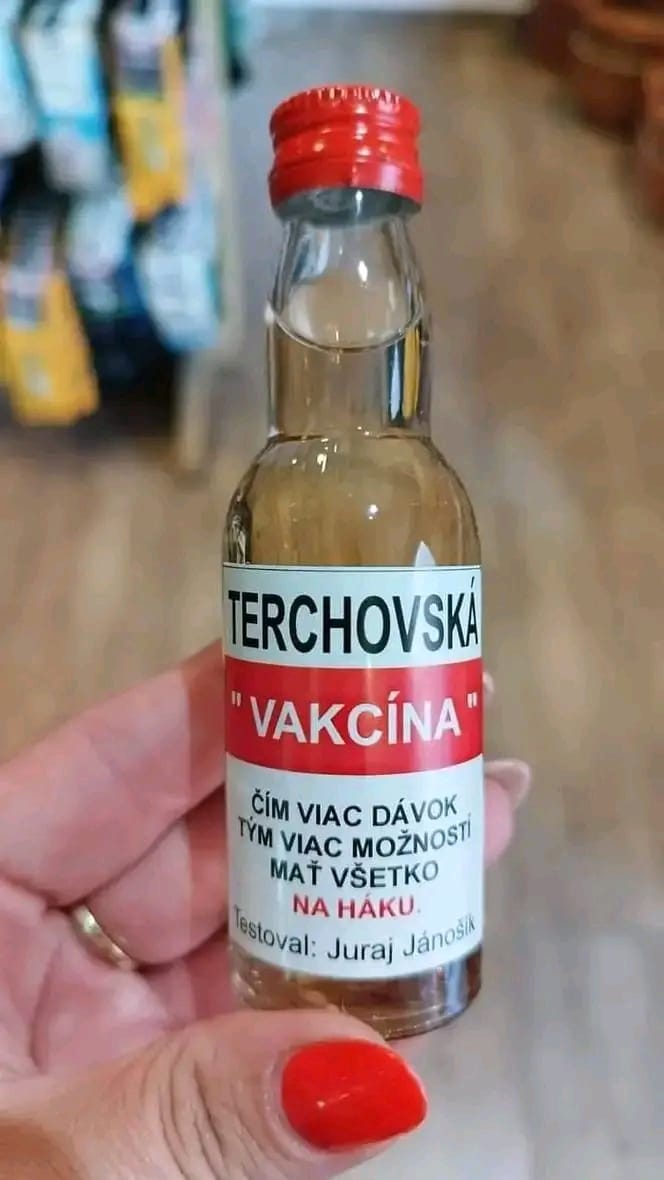 TERCHOVSKÁ
" VAKCÍNA "
ČÍM VIAC DÁVOK
TÝM VIAC MOŽNOSTÍ
MAŤ VŠETKO
NA HÁKU.
Testoval: Juraj Jánošík